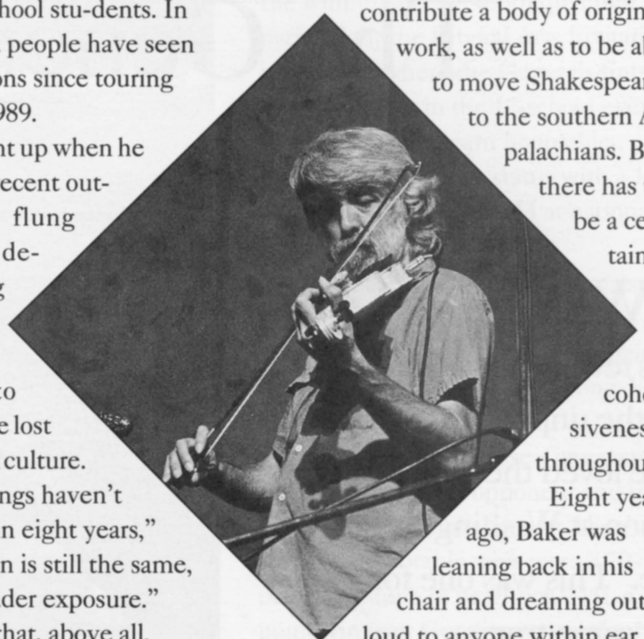 hool stu-dents. In
people have seen
ons since touring
989.
nt up when he
ecent out-
flung
de-
g
to
e lost
culture.
ngs haven't
n eight years,”
n is still the same,
der exposure.”
that, above all,
contribute a body of origin
work, as well as to be al
to move Shakespear
to the southern A
palachians. B
there has
be a ce
tain
coh
sivenes
throughou
Eight yea
ago, Baker was
leaning back in his
chair and dreaming out
loud to anyone within ear